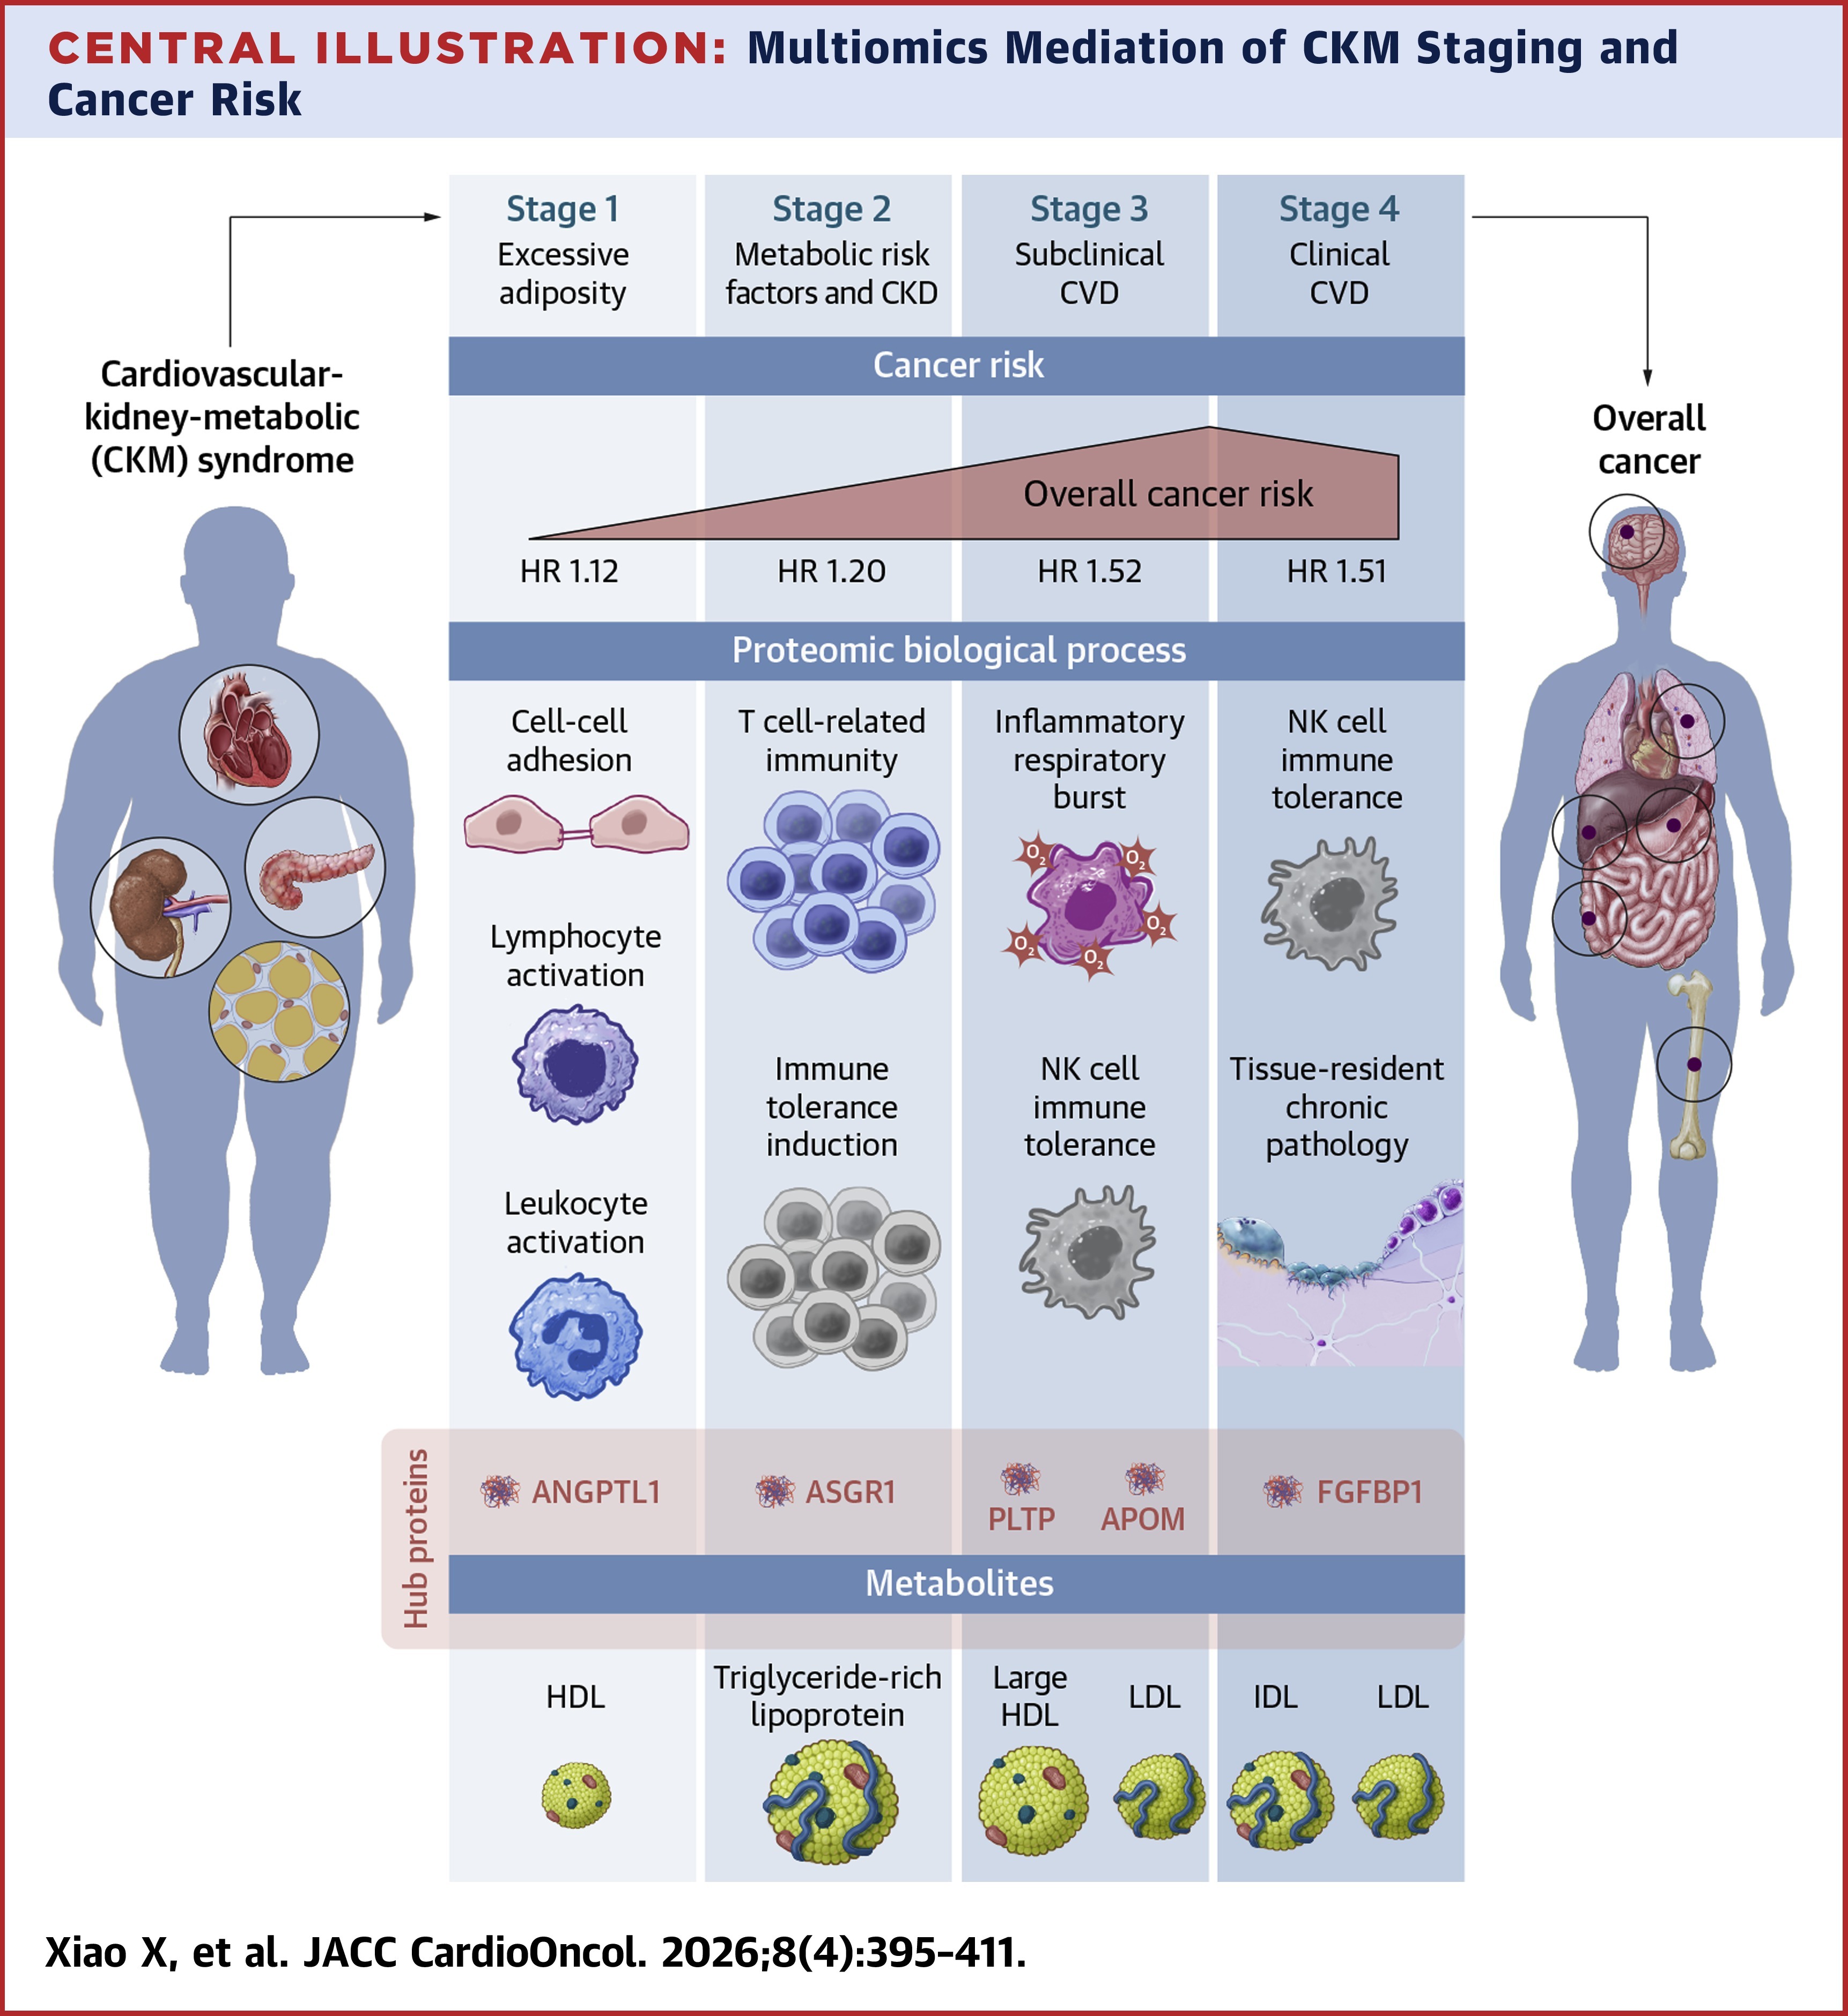 CENTRAL ILLUSTRATION: Multiomics Mediation of CKM Staging and
Cancer Risk
Cardiovascular-
kidney-metabolic
(CKM) syndrome
Stage 1
Excessive
adiposity
Stage 2
Metabolic risk
factors and CKD
Stage 3
Subclinical
CVD
Stage 4
Clinical
CVD
Overall
cancer
Cancer risk
Overall cancer risk
HR 1.12
HR 1.20
HR 1.52
HR 1.51
Proteomic biological process
Cell-cell
adhesion
Lymphocyte
activation
Leukocyte
activation
T cell-related
immunity
Immune
tolerance
induction
Inflammatory
respiratory
burst
O2
O2
O2
O2
O2
NK cell
immune
tolerance
NK cell
immune
tolerance
Tissue-resident
chronic
pathology
Hub proteins
ANGPTL1
ASGR1
PLTP
APOM
FGFBP1
Metabolites
HDL
Triglyceride-rich
lipoprotein
Large
HDL
LDL
IDL
LDL
Xiao X, et al. JACC CardioOncol. 2026;8(4):395–411.